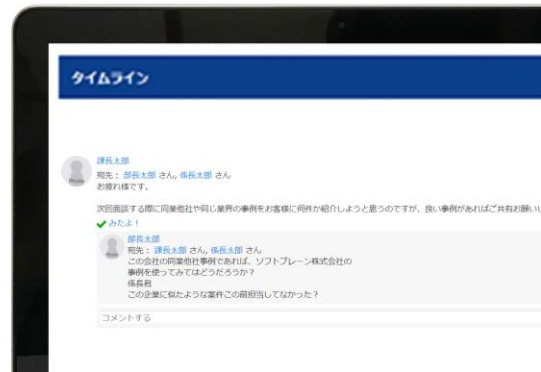 タイムライン
課長太郎
宛先： 部長太郎 さん, 係長太郎 さん
お疲れ様です。
次回面談する際に同業他社や同じ業界の事例をお客様に何件か紹介しようと思うのですが、良い事例があればご共有お願いし
みたよ！
部長太郎
宛先： 課長太郎 さん, 係長太郎 さん
この会社の同業他社事例であれば、ソフトブレーン株式会社の
事例を使ってみてはどうだろうか？
係長君
この企業に似たような案件この前担当してなかった？
コメントする
Photo